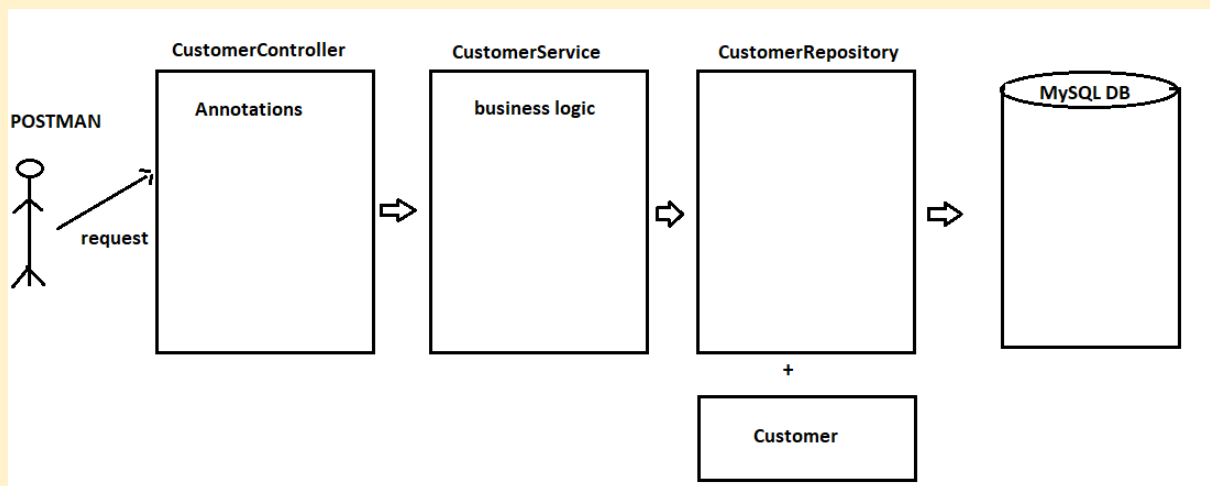 CustomerController
CustomerService
CustomerRepository
POSTMAN
Annotations
business logic
MySQL DB
request
+
Customer